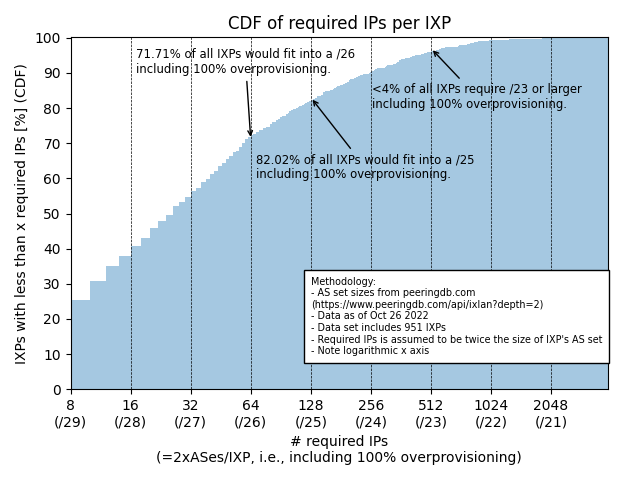 CDF of required IPs per IXP
IXPs with less than x required IPs [%] (CDF)
100
90
80
70
60
50
40
30
20
10
0
71.71% of all IXPs would fit into a /26
including 100% overprovisioning.
<4% of all IXPs require /23 or larger
including 100% overprovisioning.
82.02% of all IXPs would fit into a /25
including 100% overprovisioning.
Methodology:
- AS set sizes from peeringdb.com
(https://www.peeringdb.com/api/ixlan?depth=2)
- Data as of Oct 26 2022
- Data set includes 951 IXPs
- Required IPs is assumed to be twice the size of IXP's AS set
- Note logarithmic x axis
8 16 32 64 128 256 512 1024 2048
(/29) (/28) (/27) (/26) (/25) (/24) (/23) (/22) (/21)
# required IPs
(=2xASes/IXP, i.e., including 100% overprovisioning)